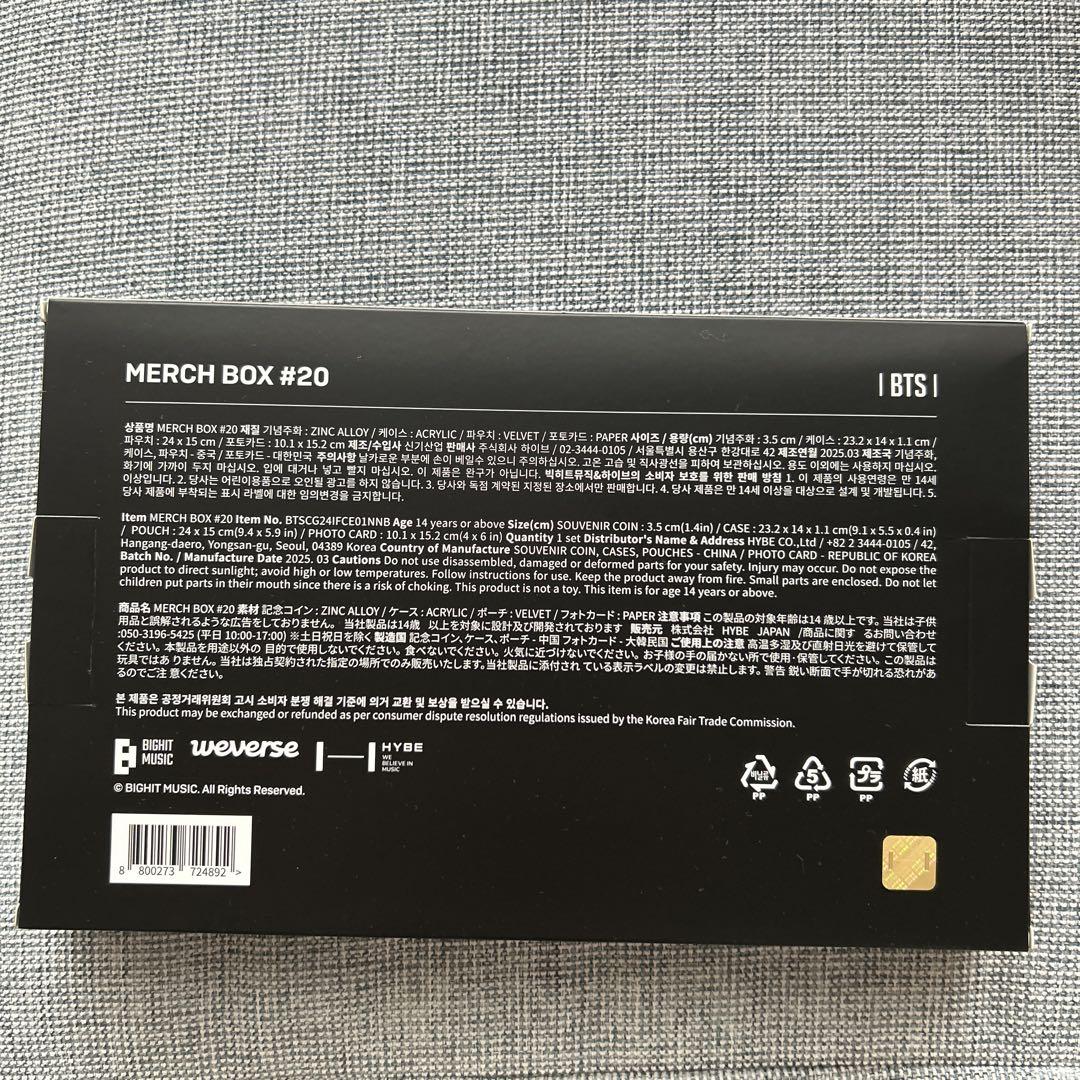 MERCH BOX #20
| BTS |
상품명 MERCH BOX #20 재질 기념주화 : ZINC ALLOY / 케이스 : ACRYLIC / 파우치 : VELVET / 포토카드 : PAPER 사이즈 / 용량(cm) 기념주화 : 3.5 cm / 케이스 : 23.2 x 14 x 1.1 cm /
파우치 : 24 x 15 cm / 포토카드 : 10.1 x 15.2 cm 제조/수입사 신기산업 판매사 주식회사 하이브 / 02-3444-0105 / 서울특별시 용산구 한강대로 42 제조연월 2025.03 제조국 기념주화,
케이스, 파우치 - 중국 / 포토카드 - 대한민국 주의사항 날카로운 부분에 손이 베일수 있으니 주의하십시오. 고온 고습 및 직사광선을 피하여 보관하십시오. 용도 이외에는 사용하지 마십시오.
화기에 가까이 두지 마십시오. 입에 대거나 넣고 빨지 마십시오. 이 제품은 완구가 아닙니다. 빅히트뮤직&하이브의 소비자 보호를 위한 판매 방침 1. 이 제품의 사용연령은 만 14세
이상입니다. 2. 당사는 어린이용품으로 오인될 광고를 하지 않습니다. 3. 당사와 독점 계약된 지정된 장소에서만 판매합니다. 4. 당사 제품은 만 14세 이상을 대상으로 설계 및 개발됩니다. 5.
당사 제품에 부착되는 표시 라벨에 대한 임의변경을 금지합니다.
Item MERCH BOX #20 Item No. BTSCG24IFCE01NNB Age 14 years or above Size(cm) SOUVENIR COIN : 3.5 cm(1.4in) / CASE : 23.2 x 14 x 1.1 cm(9.1 x 5.5 x 0.4 in)
/ POUCH : 24 x 15 cm(9.4 x 5.9 in) / PHOTO CARD : 10.1 x 15.2 cm(4 x 6 in) Quantity 1 set Distributor's Name & Address HYBE CO.,Ltd / +82 2 3444-0105 / 42,
Hangang-daero, Yongsan-gu, Seoul, 04389 Korea Country of Manufacture SOUVENIR COIN, CASES, POUCHES - CHINA / PHOTO CARD - REPUBLIC OF KOREA
Batch No. / Manufacture Date 2025. 03 Cautions Do not use disassembled, damaged or deformed parts for your safety. Injury may occur. Do not expose the
product to direct sunlight; avoid high or low temperatures. Follow instructions for use. Keep the product away from fire. Small parts are enclosed. Do not let
children put parts in their mouth since there is a risk of choking. This product is not a toy. This item is for age 14 years or above.
商品名 MERCH BOX #20 素材 記念コイン : ZINC ALLOY / ケース : ACRYLIC / ポーチ : VELVET / フォトカード : PAPER 注意事項 この製品の対象年齢は14 歳以上です。当社は子供
用品と誤解されるような広告をしておりません。 当社製品は14歳 以上を対象に設計及び開発されております 販売元 株式会社 HYBE JAPAN /商品に関す るお問い合わせ
:050-3196-5425 (平日 10:00-17:00) ※土日祝日を除く 製造国 記念コイン、ケース、ポーチ - 中国 フォトカード - 大韓民国 ご使用上の注意 高温多湿及び直射日光を避けて保管して
ください。本製品を用途以外の 目的で使用しないでください。食べないでください。火気に近づけないでください。お子様の手の届かない所で使用・保管してください。この製品は
玩具ではあ りません。当社は独占契約された指定の場所でのみ販売いたします。当社製品に添付され ている表示ラベルの変更は禁止します。警告 鋭い断面で手が切れる恐れがあ
るのでご注 意ください。
본 제품은 공정거래위원회 고시 소비자 분쟁 해결 기준에 의거 교환 및 보상을 받으실 수 있습니다.
This product may be exchanged or refunded as per consumer dispute resolution regulations issued by the Korea Fair Trade Commission.
BIGHIT
MUSIC
weverse
HYBE
WE
BELIEVE IN
MUSIC
비닐류
PP
5
PP
プラ
PP
紙
© BIGHIT MUSIC. All Rights Reserved.
8 800273 724892 >